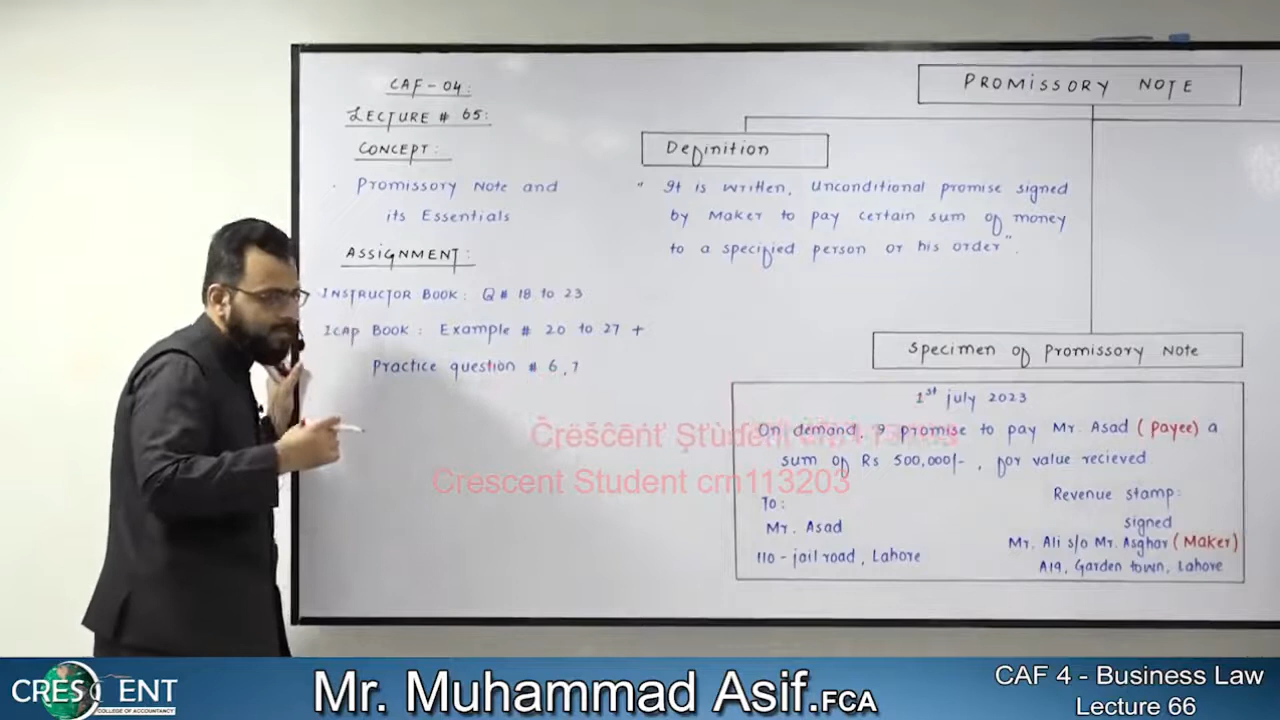 CAF - 04:
LECTURE # 65:
CONCEPT:
Promissory Note and
its Essentials
ASSIGNMENT:
INSTRUCTOR BOOK: Q # 18 to 23
ICAP BOOK: Example # 20 to 27 +
Practice question # 6,7
PROMISSORY NOTE
Definition
" It is written, unconditional promise signed
by Maker to pay certain sum of money
to a specified person or his order".
Specimen of Promissory Note
1st july 2023
On demand, I promise to pay Mr. Asad (Payee) a
sum of Rs 500,000/-, for value recieved
Revenue stamp:
To:
signed
Mr. Asad
Mr. Ali s/o Mr. Asghar (Maker)
110 - jail road, Lahore
A19, Garden town, Lahore
Crescent Student
Crescent Student crn113203
CRESCENT
COLLEGE OF ACCOUNTANCY
Mr. Muhammad Asif.FCA
CAF 4 - Business Law
Lecture 66